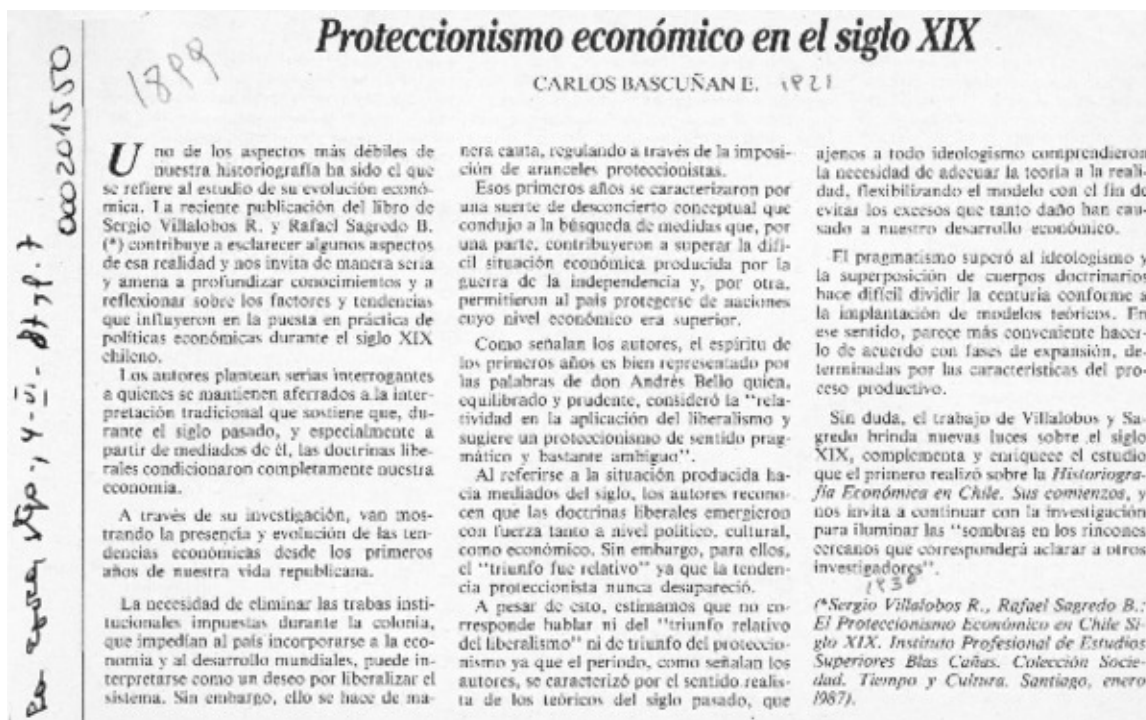 Proteccionismo económico en el siglo XIX
1899
CARLOS BASCUÑAN E. 1921
000201550
Stgo., 4-VI-87 p. 7
Uno de los aspectos más débiles de
nuestra historiografía ha sido el que
se refiere al estudio de su evolución econó-
mica. La reciente publicación del libro de
Sergio Villalobos R. y Rafael Sagredo B.
(*) contribuye a esclarecer algunos aspectos
de esa realidad y nos invita de manera seria
y amena a profundizar conocimientos y a
reflexionar sobre los factores y tendencias
que influyeron en la puesta en práctica de
políticas económicas durante el siglo XIX
chileno.
Los autores plantean serias interrogantes
a quienes se mantienen aferrados a la inter-
pretación tradicional que sostiene que, du-
rante el siglo pasado, y especialmente a
partir de mediados de él, las doctrinas libe-
rales condicionaron completamente nuestra
economía.
A través de su investigación, van mos-
trando la presencia y evolución de las ten-
dencias económicas desde los primeros
años de nuestra vida republicana.
La necesidad de eliminar las trabas insti-
tucionales impuestas durante la colonia,
que impedían al país incorporarse a la eco-
nomía y al desarrollo mundiales, puede in-
terpretarse como un deseo por liberalizar el
sistema. Sin embargo, ello se hace de ma-
nera cauta, regulando a través de la imposi-
ción de aranceles proteccionistas.
Esos primeros años se caracterizaron por
una suerte de desconcierto conceptual que
condujo a la búsqueda de medidas que, por
una parte, contribuyeron a superar la difí-
cil situación económica producida por la
guerra de la independencia y, por otra,
permitieron al país protegerse de naciones
cuyo nivel económico era superior.
Como señalan los autores, el espíritu de
los primeros años es bien representado por
las palabras de don Andrés Bello quien,
equilibrado y prudente, consideró la "rela-
tividad en la aplicación del liberalismo y
sugiere un proteccionismo de sentido prag-
mático y bastante ambiguo".
Al referirse a la situación producida ha-
cia mediados del siglo, los autores recono-
cen que las doctrinas liberales emergieron
con fuerza tanto a nivel político, cultural,
como económico. Sin embargo, para ellos,
el "triunfo fue relativo" ya que la tenden-
cia proteccionista nunca desapareció.
A pesar de esto, estimamos que no co-
rresponde hablar ni del "triunfo relativo
del liberalismo" ni de triunfo del proteccio-
nismo ya que el período, como señalan los
autores, se caracterizó por el sentido realis-
ta de los teóricos del siglo pasado, que
ajenos a todo ideologismo comprendieron
la necesidad de adecuar la teoría a la reali-
dad, flexibilizando el modelo con el fin de
evitar los excesos que tanto daño han cau-
sado a nuestro desarrollo económico.
El pragmatismo superó al ideologismo y
la superposición de cuerpos doctrinarios
hace difícil dividir la centuria conforme a
la implantación de modelos teóricos. En
ese sentido, parece más conveniente hacer-
lo de acuerdo con fases de expansión, de-
terminadas por las características del pro-
ceso productivo.
Sin duda, el trabajo de Villalobos y Sa-
gredo brinda nuevas luces sobre el siglo
XIX, complementa y enriquece el estudio
que el primero realizó sobre la Historiogra-
fía Económica en Chile. Sus comienzos, y
nos invita a continuar con la investigación
para iluminar las "sombras en los rincones
cercanos que corresponderá aclarar a otros
investigadores".
(*Sergio Villalobos R., Rafael Sagredo B.:
El Proteccionismo Económico en Chile Si-
glo XIX. Instituto Profesional de Estudios
Superiores Blas Cañas. Colección Socie-
dad, Tiempo y Cultura. Santiago, enero
1987).